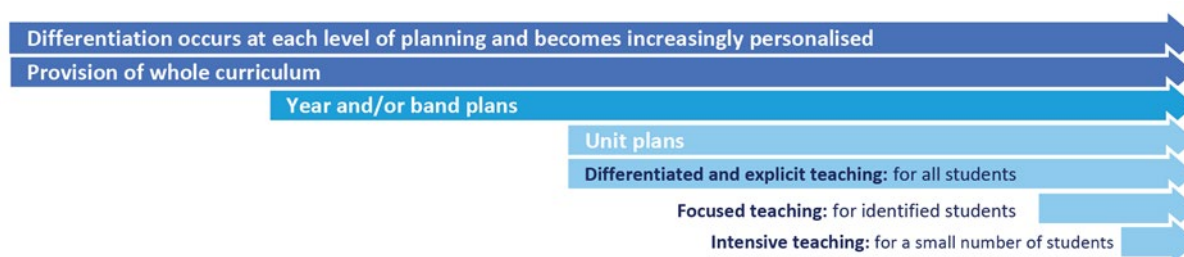 Differentiation occurs at each level of planning and becomes increasingly personalised
Provision of whole curriculum
Year and/or band plans
Unit plans
Differentiated and explicit teaching: for all students
Focused teaching: for identified students
Intensive teaching: for a small number of students